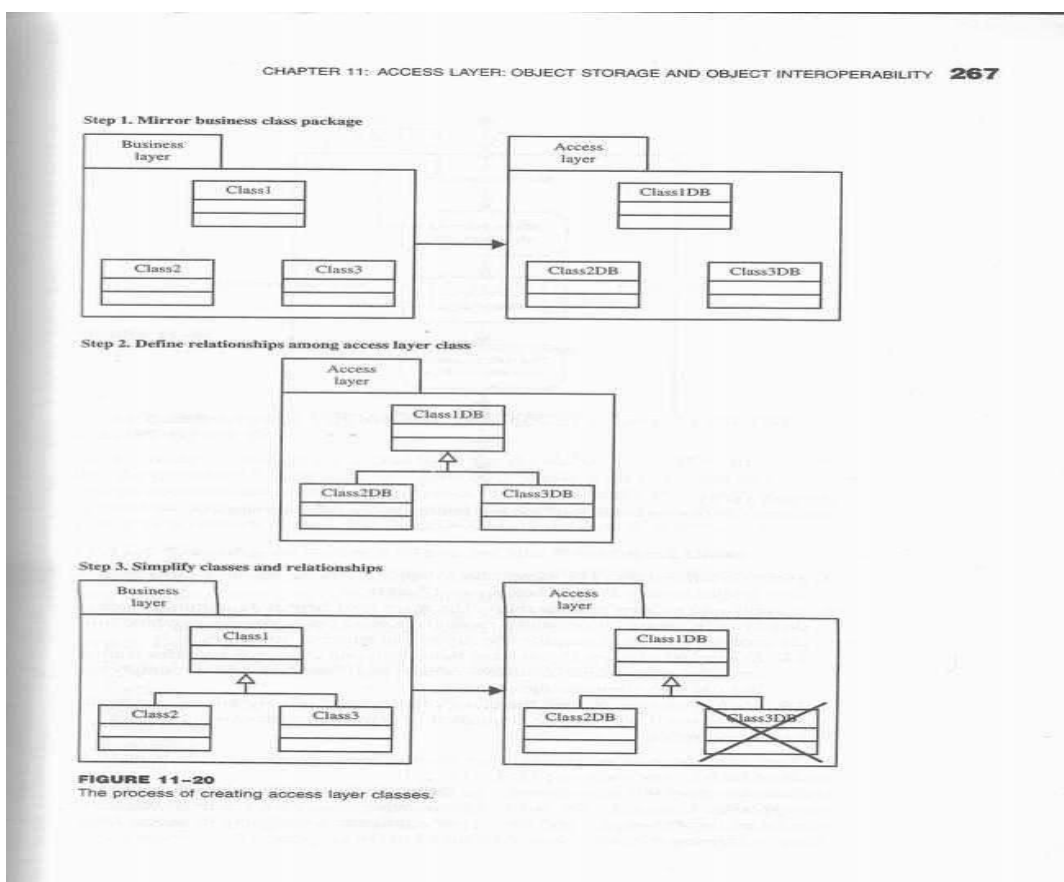 CHAPTER 11: ACCESS LAYER: OBJECT STORAGE AND OBJECT INTEROPERABILITY 267
Step 1. Mirror business class package
Business
layer
Class1
Class2
Class3
Access
layer
Class1DB
Class2DB
Class3DB
Step 2. Define relationships among access layer class
Access
layer
Class1DB
Class2DB
Class3DB
Step 3. Simplify classes and relationships
Business
layer
Class1
Class2
Class3
Access
layer
Class1DB
Class2DB
Class3DB
FIGURE 11–20
The process of creating access layer classes.